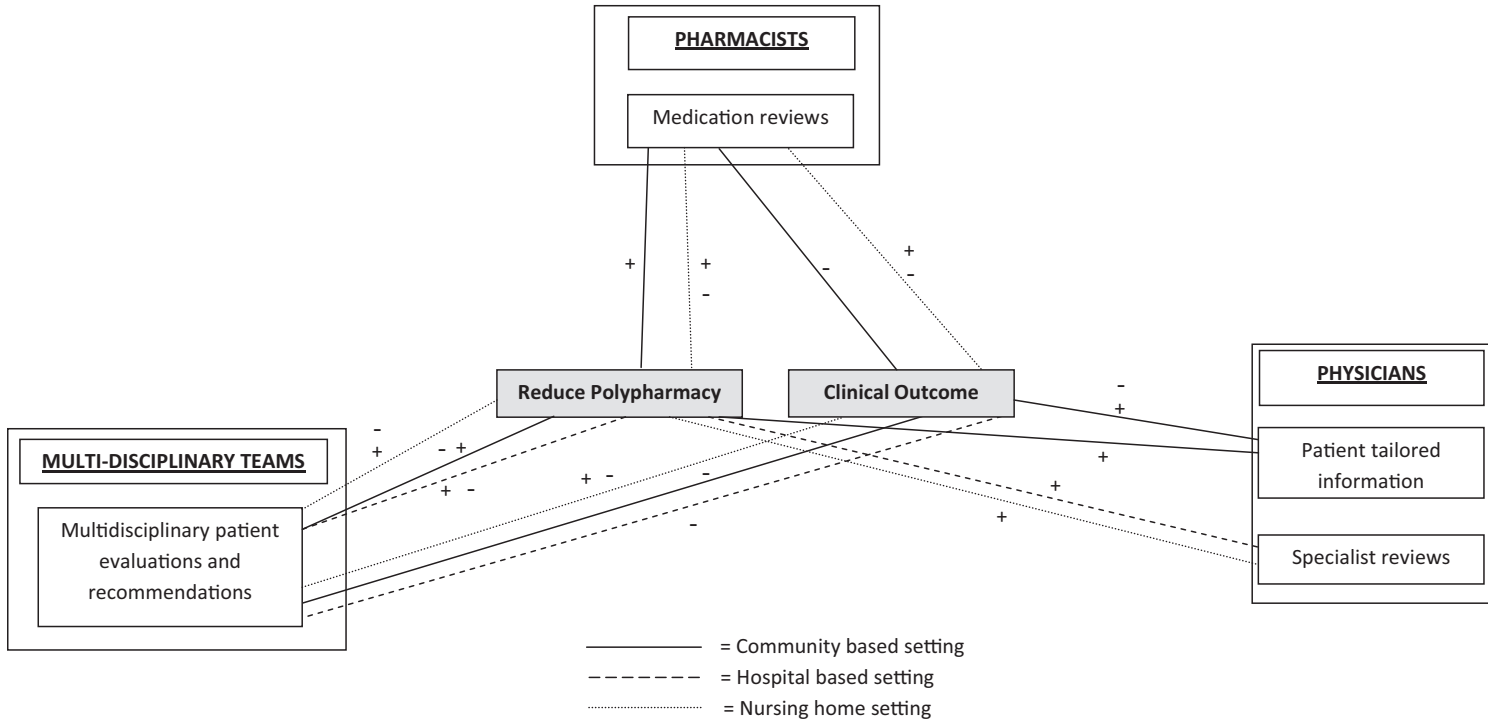 PHARMACISTS
Medication reviews
+
+
-
-
+
-
Reduce Polypharmacy
Clinical Outcome
-
+
+
PHYSICIANS
Patient tailored
information
Specialist reviews
+
+
-
+
- +
+ -
+ -
-
-
MULTI-DISCIPLINARY TEAMS
Multidisciplinary patient
evaluations and
recommendations
= Community based setting
= Hospital based setting
= Nursing home setting